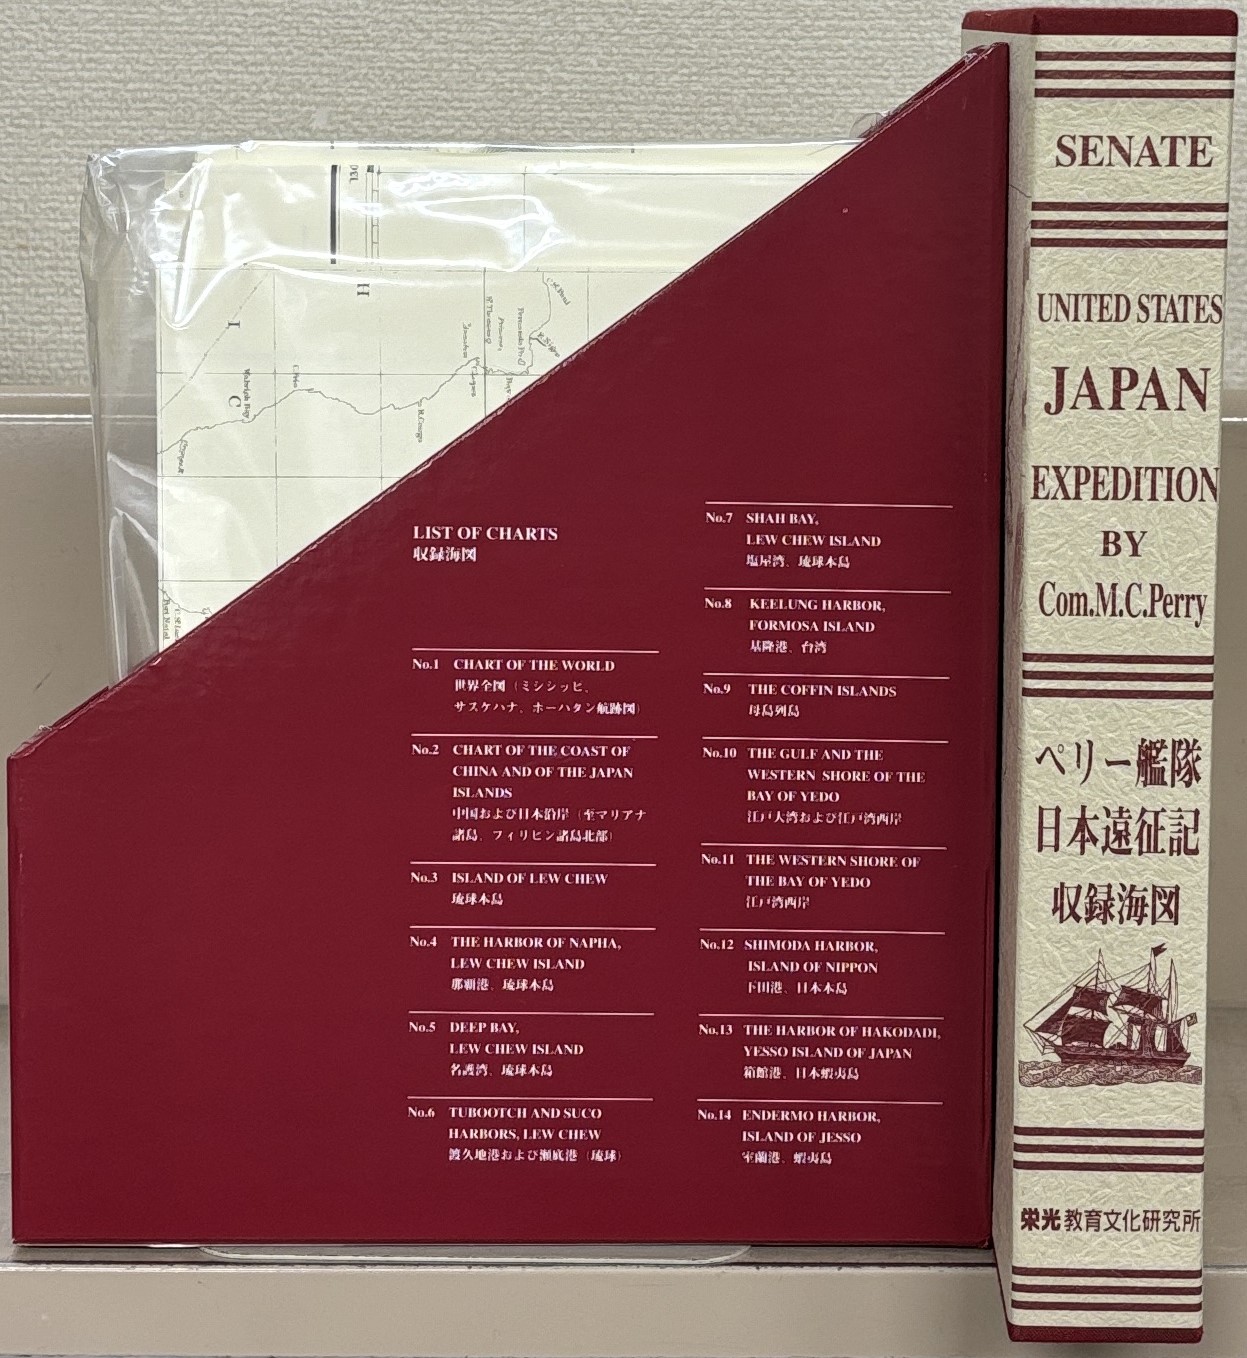 LIST OF CHARTS
収録海図
No.1 CHART OF THE WORLD
世界全図（ミシシッピ、
サスケハナ、ホーハタン航跡図）
No.2 CHART OF THE COAST OF
CHINA AND OF THE JAPAN
ISLANDS
中国および日本沿岸（至マリアナ
諸島、フィリピン諸島北部）
No.3 ISLAND OF LEW CHEW
琉球本島
No.4 THE HARBOR OF NAPHA,
LEW CHEW ISLAND
那覇港、琉球本島
No.5 DEEP BAY,
LEW CHEW ISLAND
名護湾、琉球本島
No.6 TUBOOTCH AND SUCO
HARBORS, LEW CHEW
渡久地港および瀬底港（琉球）
No.7 SHAH BAY,
LEW CHEW ISLAND
塩屋湾、琉球本島
No.8 KEELUNG HARBOR,
FORMOSA ISLAND
基隆港、台湾
No.9 THE COFFIN ISLANDS
母島列島
No.10 THE GULF AND THE
WESTERN SHORE OF THE
BAY OF YEDO
江戸大湾および江戸湾西岸
No.11 THE WESTERN SHORE OF
THE BAY OF YEDO
江戸湾西岸
No.12 SHIMODA HARBOR,
ISLAND OF NIPPON
下田港、日本本島
No.13 THE HARBOR OF HAKODADI,
YESSO ISLAND OF JAPAN
箱館港、日本蝦夷島
No.14 ENDERMO HARBOR,
ISLAND OF JESSO
室蘭港、蝦夷島
SENATE
UNITED STATES
JAPAN
EXPEDITION
BY
Com.M.C.Perry
ペリー艦隊
日本遠征記
収録海図
栄光教育文化研究所
H
I
C
Walwich Bay
R.Congo